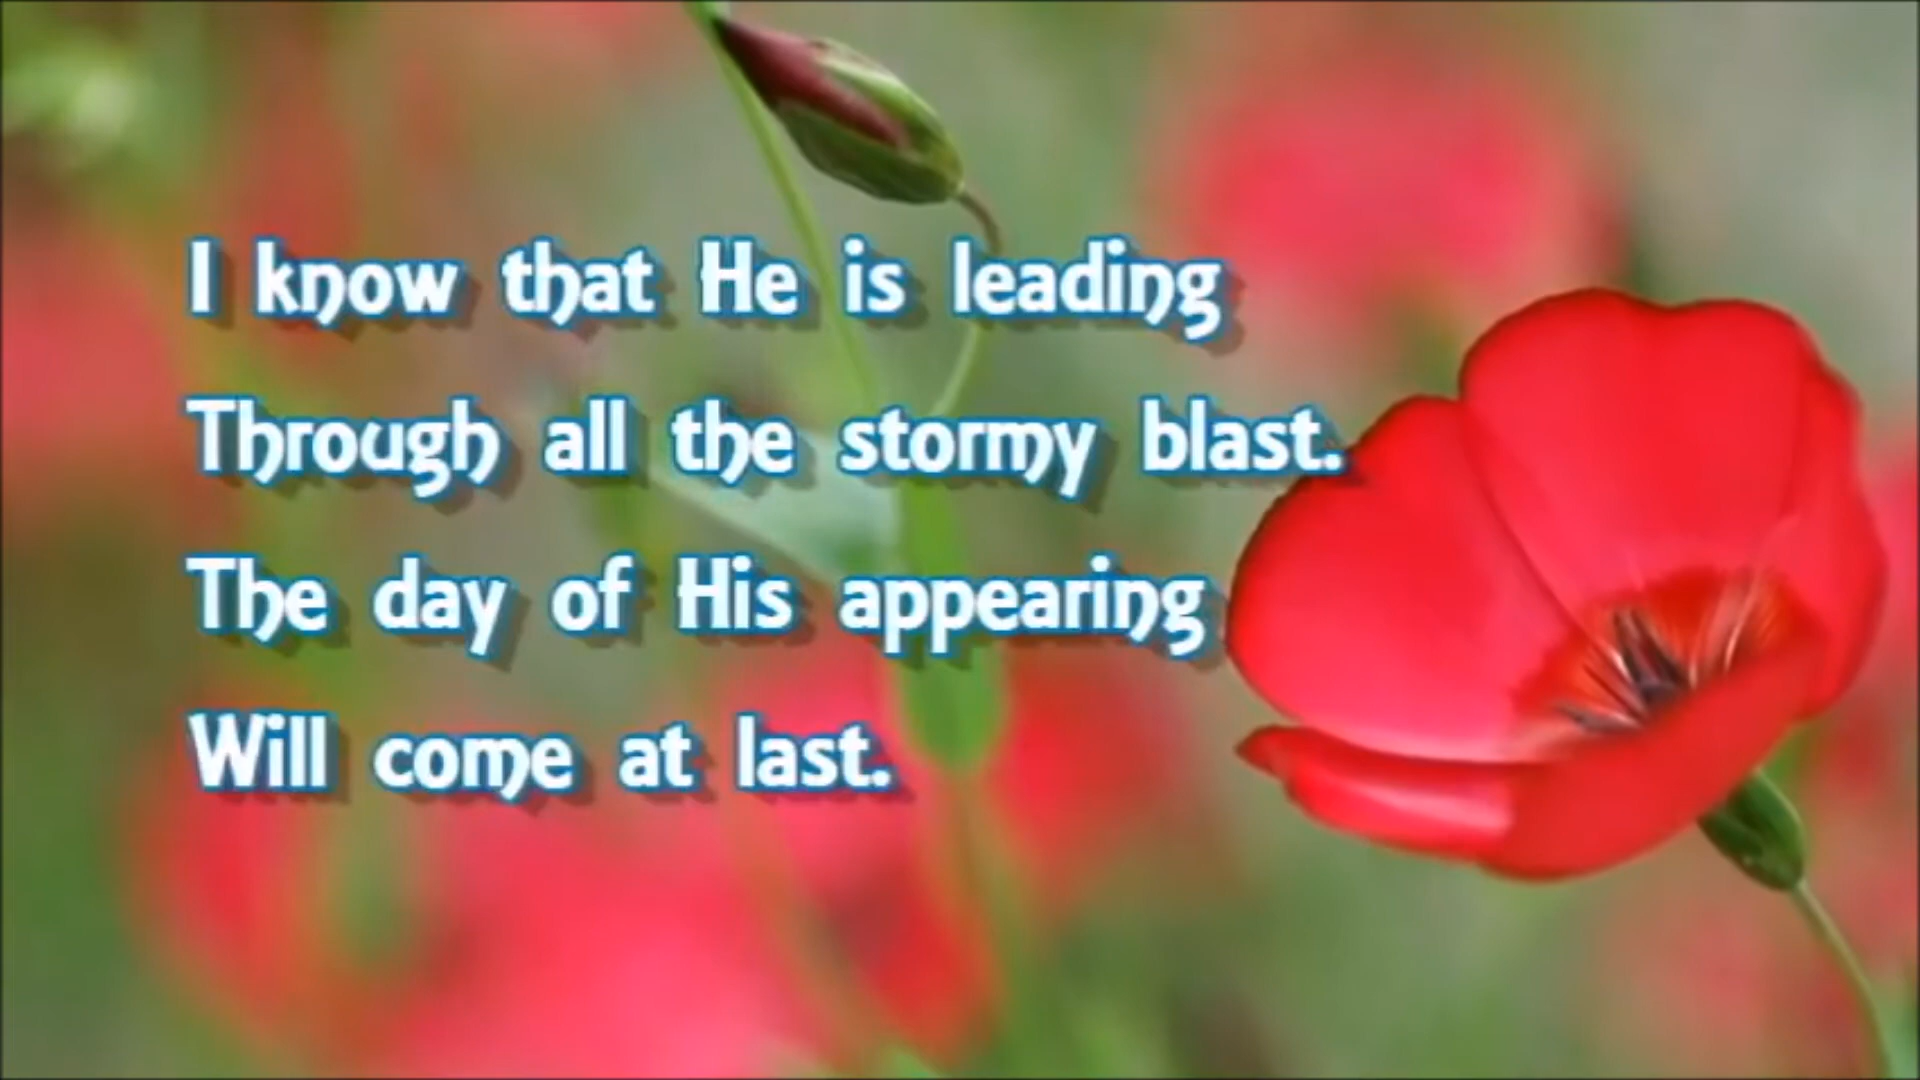 I know that He is leading
Through all the stormy blast.
The day of His appearing
Will come at last.